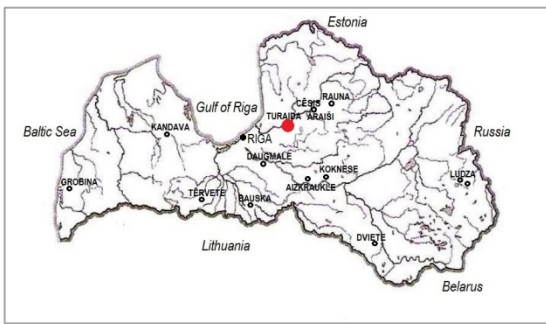 Estonia
Gulf of Riga
Baltic Sea
CĒSIS
RAUNA
TURAIDA
ĀRAIŠI
KANDAVA
RIGA
Russia
DAUGMALE
GROBIŅA
KOKNESE
LUDZA
TĒRVETE
BAUSKA
AIZKRAUKLE
Lithuania
DVIETE
Belarus